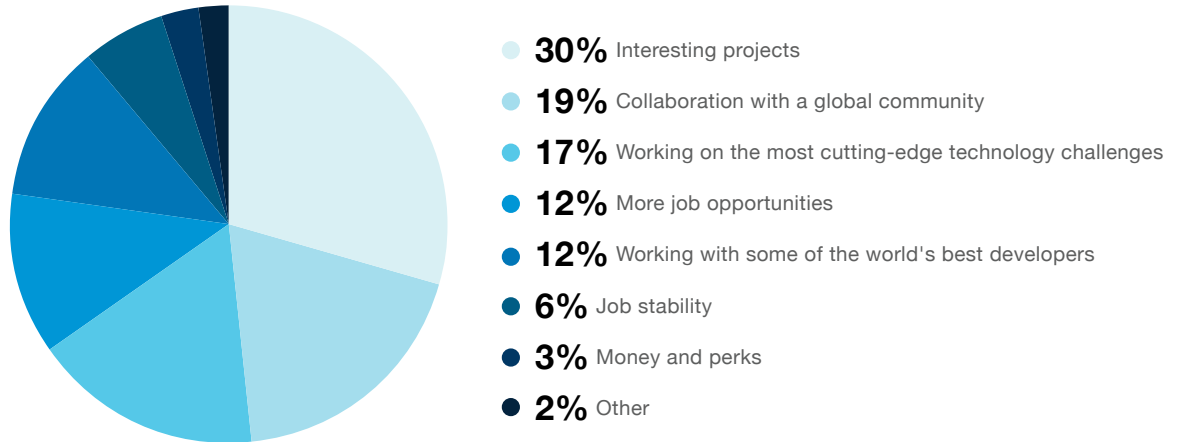 30% Interesting projects
19% Collaboration with a global community
17% Working on the most cutting-edge technology challenges
12% More job opportunities
12% Working with some of the world's best developers
6% Job stability
3% Money and perks
2% Other